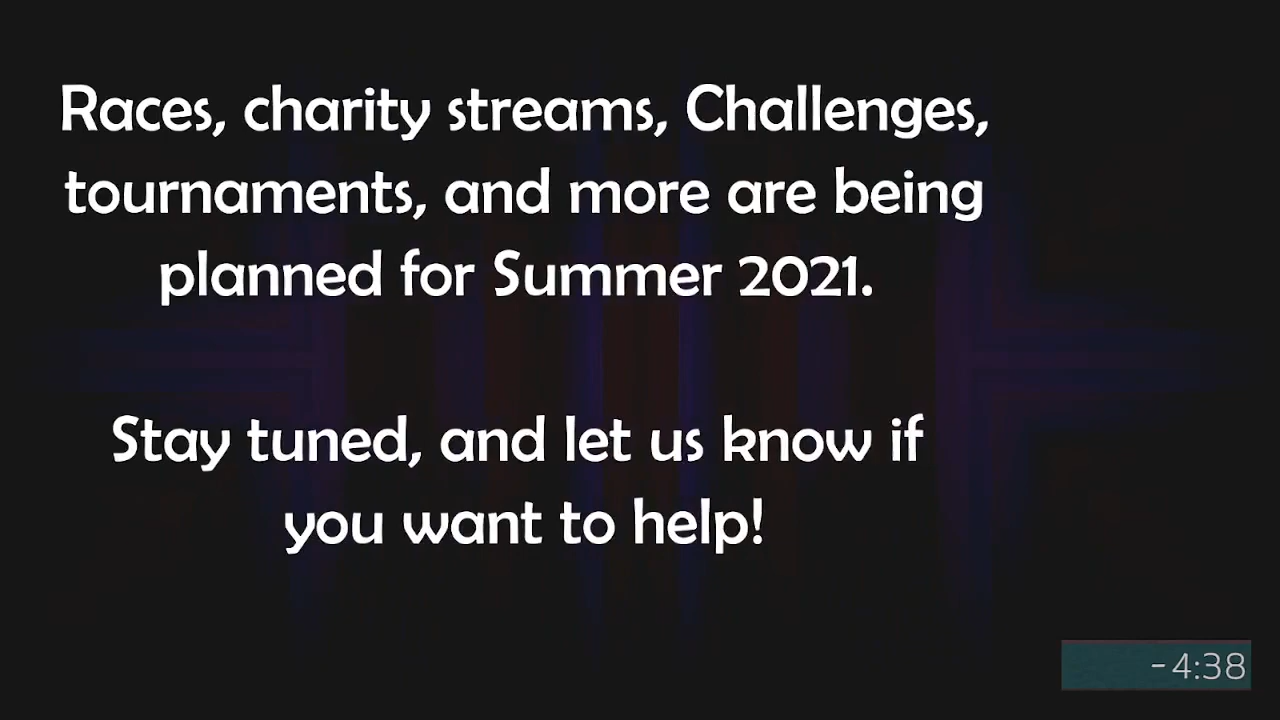 Races, charity streams, Challenges,
tournaments, and more are being
planned for Summer 2021.
Stay tuned, and let us know if
you want to help!
-4:38